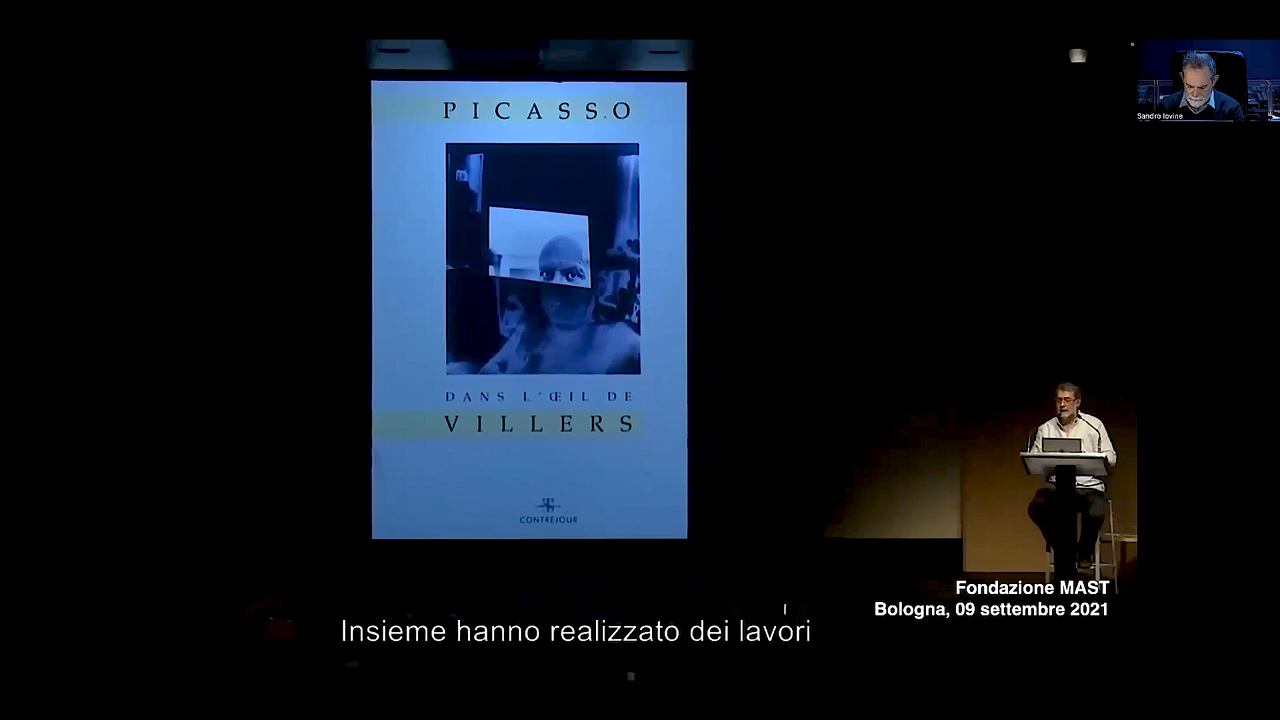 PICASSO
DANS L'ŒIL DE
VILLERS
CONTREJOUR
Sandro Iovine
Fondazione MAST
Bologna, 09 settembre 2021
Insieme hanno realizzato dei lavori